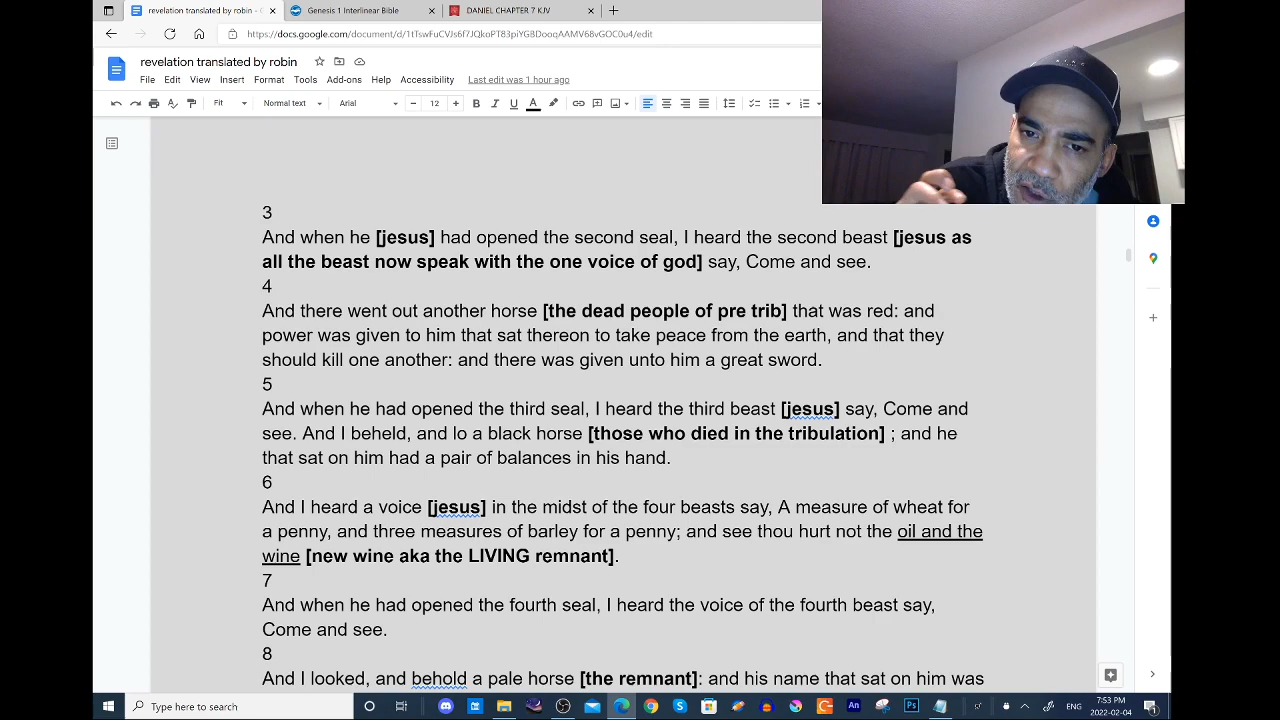 revelation translated by robin
Genesis 1 Interlinear Bible
DANIEL CHAPTER 7 KJV
revelation translated by robin
File Edit View Insert Format Tools Add-ons Help Accessibility Last edit was 1 hour ago
Fit Normal text Arial 12
3
And when he [jesus] had opened the second seal, I heard the second beast [jesus as
all the beast now speak with the one voice of god] say, Come and see.
4
And there went out another horse [the dead people of pre trib] that was red: and
power was given to him that sat thereon to take peace from the earth, and that they
should kill one another: and there was given unto him a great sword.
5
And when he had opened the third seal, I heard the third beast [jesus] say, Come and
see. And I beheld, and lo a black horse [those who died in the tribulation] ; and he
that sat on him had a pair of balances in his hand.
6
And I heard a voice [jesus] in the midst of the four beasts say, A measure of wheat for
a penny, and three measures of barley for a penny; and see thou hurt not the oil and the
wine [new wine aka the LIVING remnant].
7
And when he had opened the fourth seal, I heard the voice of the fourth beast say,
Come and see.
8
And I looked, and behold a pale horse [the remnant]: and his name that sat on him was
Type here to search
ENG
7:53 PM
2022-02-04